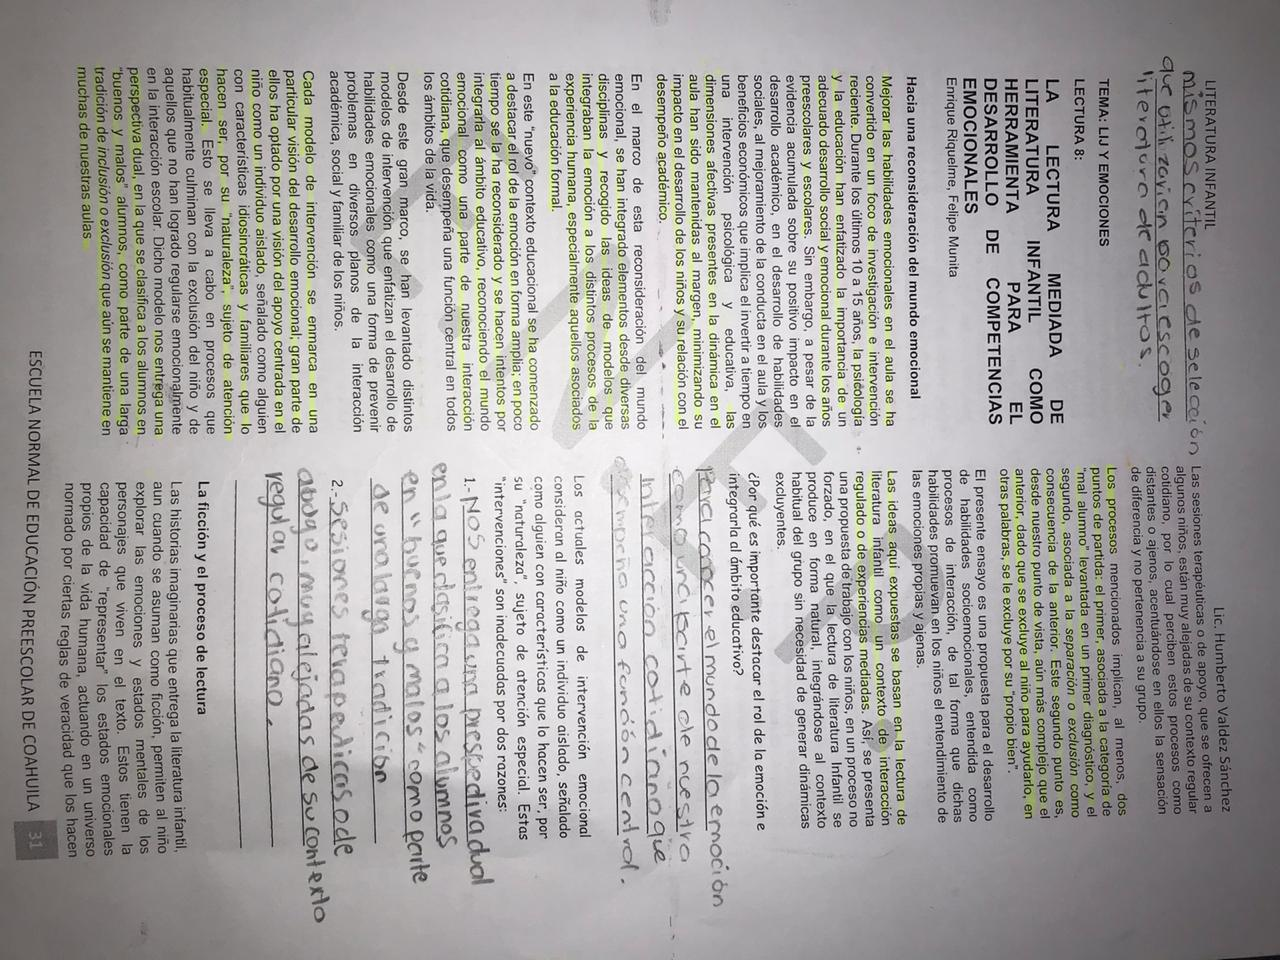 LITERATURA INFANTIL
Lic. Humberto Valdez Sánchez
mismos criterios de selección
que utilizarían por escoger
literatura de adultos.
TEMA: LIJ Y EMOCIONES
LECTURA 8:
LA LECTURA MEDIADA DE
LITERATURA INFANTIL COMO
HERRAMIENTA PARA EL
DESARROLLO DE COMPETENCIAS
EMOCIONALES
Enrique Riquelme, Felipe Munita
Hacia una reconsideración del mundo emocional
Mejorar las habilidades emocionales en el aula se ha
convertido en un foco de investigación e intervención
reciente. Durante los últimos 10 a 15 años, la psicología
y la educación han enfatizado la importancia de un
adecuado desarrollo social y emocional durante los años
preescolares y escolares. Sin embargo, a pesar de la
evidencia acumulada sobre su positivo impacto en el
desarrollo académico, en el desarrollo de habilidades
sociales, al mejoramiento de la conducta en el aula y los
beneficios económicos que implica el invertir a tiempo en
una intervención psicológica y educativa, las
dimensiones afectivas presentes en la dinámica en el
aula han sido mantenidas al margen, minimizando su
impacto en el desarrollo de los niños y su relación con el
desempeño académico.
En el marco de esta reconsideración del mundo
emocional, se han integrado elementos desde diversas
disciplinas y recogido las ideas de modelos que
integraban la emoción a los distintos procesos de la
experiencia humana, especialmente aquellos asociados
a la educación formal.
En este "nuevo" contexto educacional se ha comenzado
a destacar el rol de la emoción en forma amplia; en poco
tiempo se la ha reconsiderado y se hacen intentos por
integrarla al ámbito educativo, reconociendo el mundo
emocional como una parte de nuestra interacción
cotidiana, que desempeña una función central en todos
los ámbitos de la vida.
Desde este gran marco, se han levantado distintos
modelos de intervención que enfatizan el desarrollo de
habilidades emocionales como una forma de prevenir
problemas en diversos planos de la interacción
académica, social y familiar de los niños.
Cada modelo de intervención se enmarca en una
particular visión del desarrollo emocional; gran parte de
ellos ha optado por una visión del apoyo centrada en el
niño como un individuo aislado, señalado como alguien
con características idiosincráticas y familiares que lo
hacen ser, por su "naturaleza", sujeto de atención
especial. Esto se lleva a cabo en procesos que
habitualmente culminan con la exclusión del niño y de
aquellos que no han logrado regularse emocionalmente
en la interacción escolar. Dicho modelo nos entrega una
perspectiva dual, en la que se clasifica a los alumnos en
"buenos y malos" alumnos, como parte de una larga
tradición de inclusión o exclusión que aún se mantiene en
muchas de nuestras aulas.
Las sesiones terapéuticas o de apoyo, que se ofrecen a
algunos niños, están muy alejadas de su contexto regular
cotidiano, por lo cual perciben estos procesos como
distantes o ajenos, acentuándose en ellos la sensación
de diferencia y no pertenencia a su grupo.
Los procesos mencionados implican, al menos, dos
puntos de partida: el primer, asociada a la categoría de
"mal alumno" levantada en un primer diagnóstico, y el
segundo, asociada a la separación o exclusión como
consecuencia de la anterior. Este segundo punto es,
desde nuestro punto de vista, aún más complejo que el
anterior, dado que se excluye al niño para ayudarlo, en
otras palabras, se le excluye por su "propio bien".
El presente ensayo es una propuesta para el desarrollo
de habilidades socioemocionales, entendida como
procesos de interacción, de tal forma que dichas
habilidades promuevan en los niños el entendimiento de
las emociones propias y ajenas.
Las ideas aquí expuestas se basan en la lectura de
literatura infantil como un contexto de interacción
regulado o de experiencias mediadas. Así, se presenta
una propuesta de trabajo con los niños, en un proceso no
forzado, en el que la lectura de literatura Infantil se
produce en forma natural, integrándose al contexto
habitual del grupo sin necesidad de generar dinámicas
excluyentes.
¿Por qué es importante destacar el rol de la emoción e
integrarla al ámbito educativo?
para conocer el mundo de la emoción
como una parte de nuestra
interacción cotidiana que
desempeña una función central.
Los actuales modelos de intervención emocional
consideran al niño como un individuo aislado, señalado
como alguien con características que lo hacen ser, por
su "naturaleza", sujeto de atención especial. Estas
"intervenciones" son inadecuadas por dos razones:
1.- Nos entrega una prespectiva dual
en la que clasifica a los alumnos
en "buenos y malos" como parte
de una larga tradición
2.- Sesiones terapeuticas o de
apoyo, muy alejadas de su contexto
regular cotidiano.
La ficción y el proceso de lectura
Las historias imaginarias que entrega la literatura infantil,
aun cuando se asuman como ficción, permiten al niño
explorar las emociones y estados mentales de los
personajes que viven en el texto. Estos tienen la
capacidad de "representar" los estados emocionales
propios de la vida humana, actuando en un universo
normado por ciertas reglas de veracidad que los hacen
ESCUELA NORMAL DE EDUCACIÓN PREESCOLAR DE COAHUILA 31